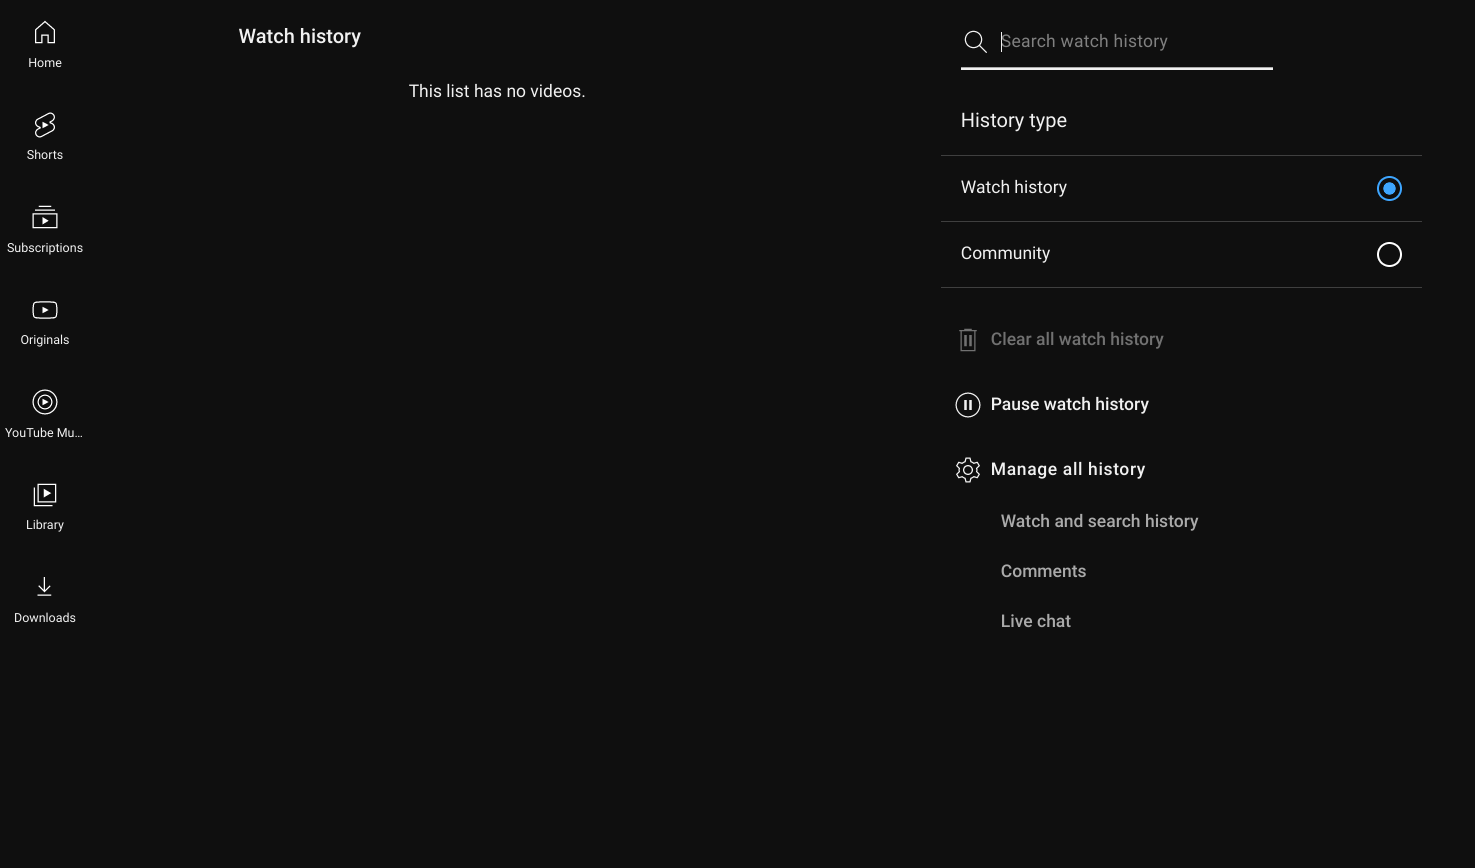 Home
Shorts
Subscriptions
Originals
YouTube Mu...
Library
Downloads
Watch history
This list has no videos.
Search watch history
History type
Watch history
Community
Clear all watch history
Pause watch history
Manage all history
Watch and search history
Comments
Live chat